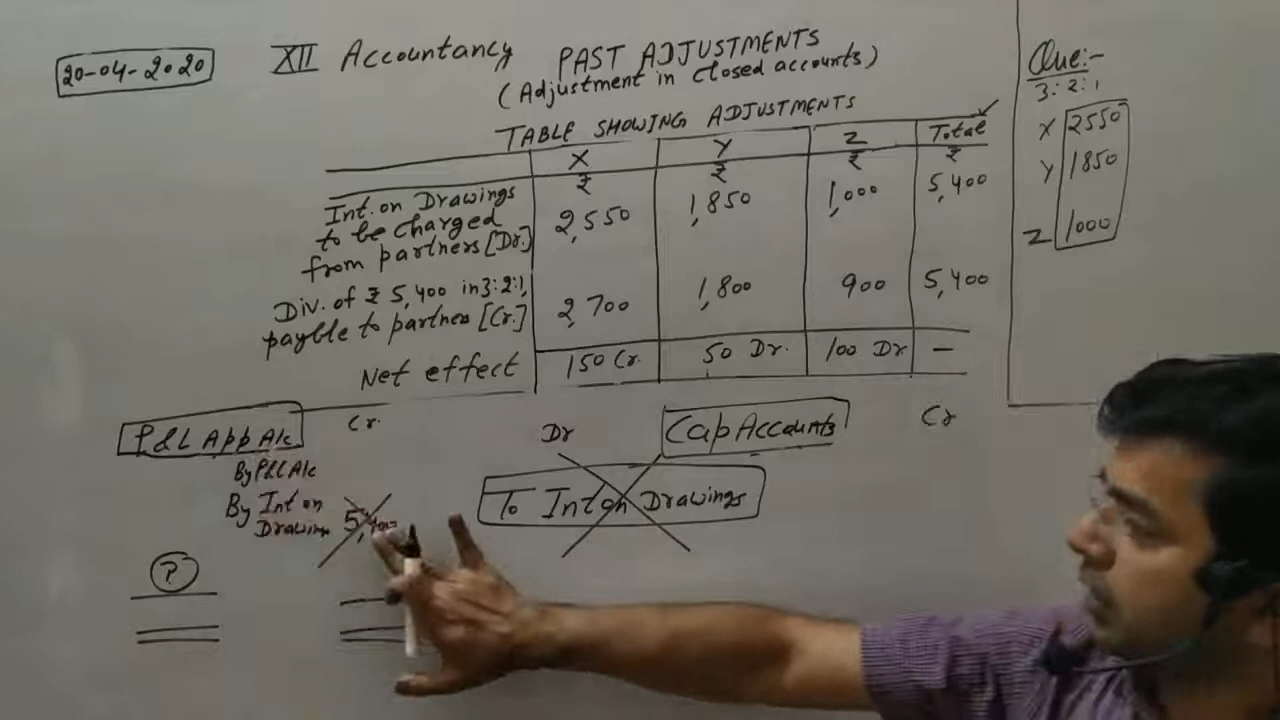 20-04-2020
XII Accountancy
PAST ADJUSTMENTS
(Adjustment in closed accounts)
TABLE SHOWING ADJUSTMENTS
X Y Z Total
₹ ₹ ₹ ₹
Int. on Drawings
to be charged
from partners [Dr.]
2,550 1,850 1,000 5,400
Div. of ₹ 5,400 in 3:2:1,
payble to partners [Cr.]
2,700 1,800 900 5,400
Net effect 150 Cr. 50 Dr. 100 Dr –
Que:-
3:2:1
X 2550
Y 1850
Z 1000
P&L App A/c Cr.
By P&L A/c
By Int on
Drawings 5,400
P
Dr Cap Accounts Cr
To Int on Drawings